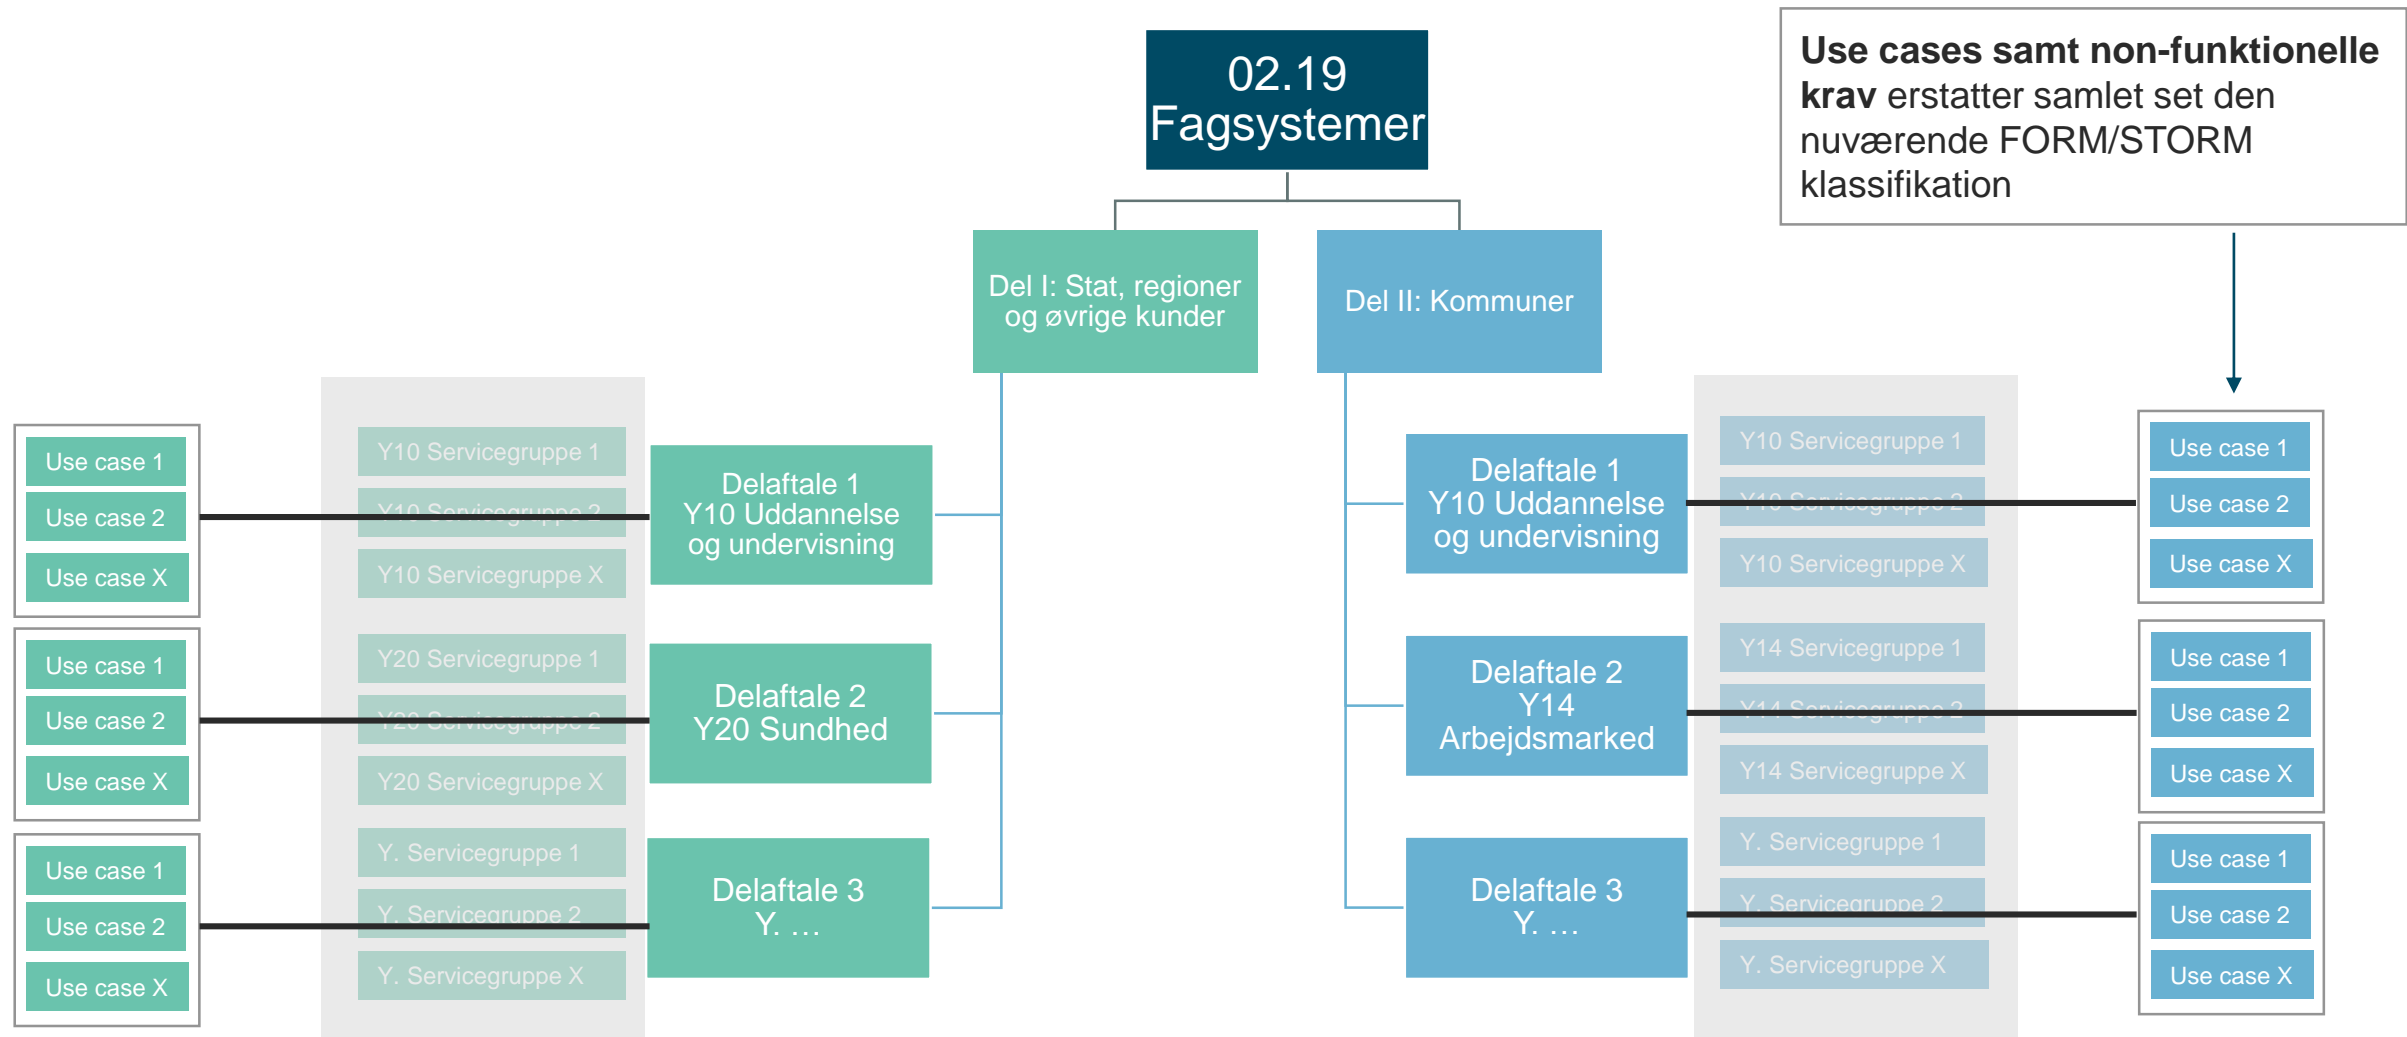 02.19
Fagsystemer
Use cases samt non-funktionelle
krav erstatter samlet set den
nuværende FORM/STORM
klassifikation
Del I: Stat, regioner
og øvrige kunder
Del II: Kommuner
Use case 1
Use case 2
Use case X
Y10 Servicegruppe 1
Y10 Servicegruppe 2
Y10 Servicegruppe X
Delaftale 1
Y10 Uddannelse
og undervisning
Delaftale 1
Y10 Uddannelse
og undervisning
Y10 Servicegruppe 1
Y10 Servicegruppe 2
Y10 Servicegruppe X
Use case 1
Use case 2
Use case X
Use case 1
Use case 2
Use case X
Y20 Servicegruppe 1
Y20 Servicegruppe 2
Y20 Servicegruppe X
Delaftale 2
Y20 Sundhed
Delaftale 2
Y14
Arbejdsmarked
Y14 Servicegruppe 1
Y14 Servicegruppe 2
Y14 Servicegruppe X
Use case 1
Use case 2
Use case X
Use case 1
Use case 2
Use case X
Y. Servicegruppe 1
Y. Servicegruppe 2
Y. Servicegruppe X
Delaftale 3
Y. …
Delaftale 3
Y. …
Y. Servicegruppe 1
Y. Servicegruppe 2
Y. Servicegruppe X
Use case 1
Use case 2
Use case X